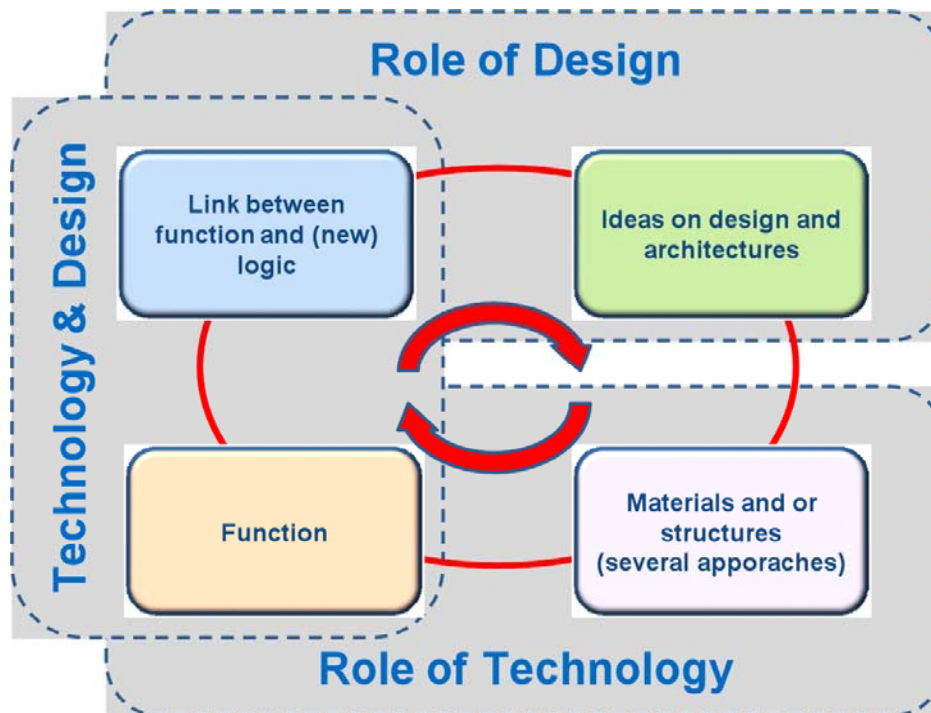 Role of Design
Technology & Design
Link between
function and (new)
logic
Ideas on design and
architectures
Function
Materials and or
structures
(several apporaches)
Role of Technology